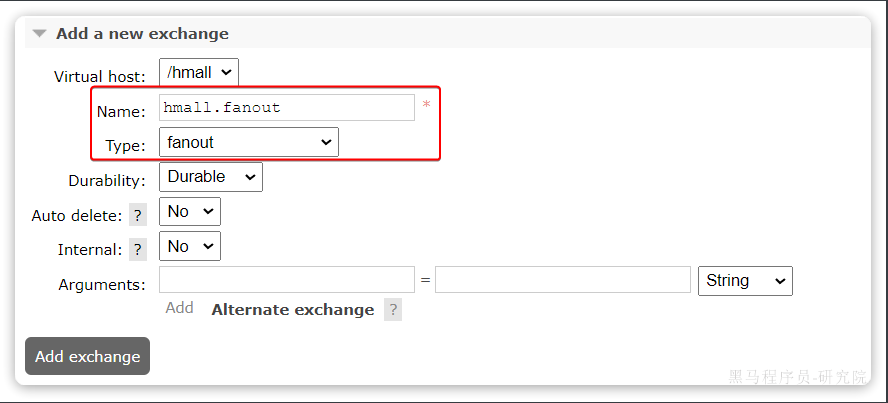 Add a new exchange
Virtual host: /hmall
Name: hmall.fanout *
Type: fanout
Durability: Durable
Auto delete: ? No
Internal: ? No
Arguments: = String
Add Alternate exchange ?
Add exchange
黑马程序员-研究院